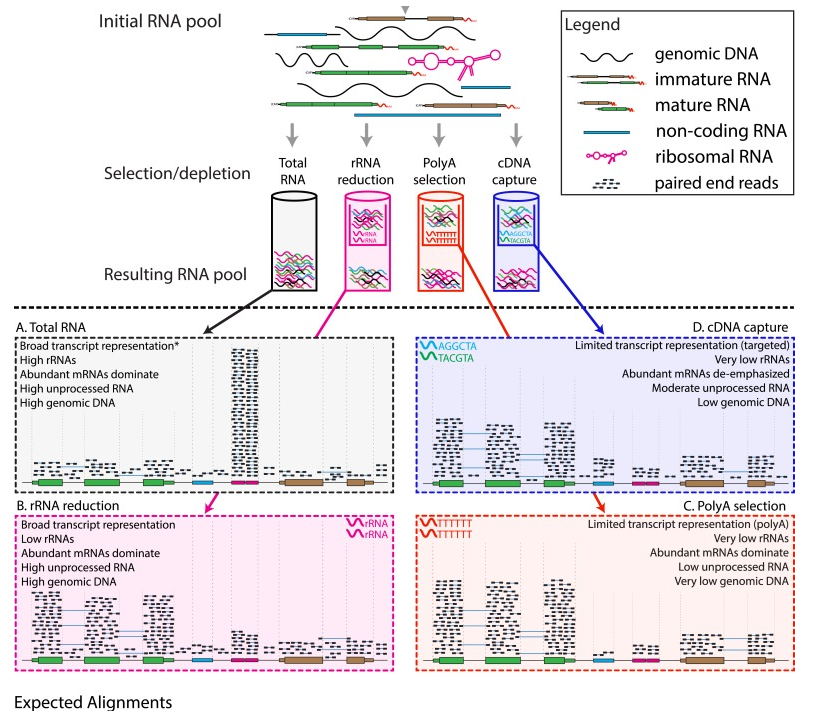 Initial RNA pool
Legend
genomic DNA
immature RNA
mature RNA
non-coding RNA
ribosomal RNA
paired end reads
Selection/depletion
Total
RNA
rRNA
reduction
PolyA
selection
cDNA
capture
rRNA
rRNA
TTTTTT
TTTTTT
AGGCTA
TACGTA
Resulting RNA pool
A. Total RNA
Broad transcript representation*
High rRNAs
Abundant mRNAs dominate
High unprocessed RNA
High genomic DNA
D. cDNA capture
AGGCTA
TACGTA
Limited transcript representation (targeted)
Very low rRNAs
Abundant mRNAs de-emphasized
Moderate unprocessed RNA
Low genomic DNA
B. rRNA reduction
Broad transcript representation
Low rRNAs
Abundant mRNAs dominate
High unprocessed RNA
High genomic DNA
rRNA
rRNA
C. PolyA selection
TTTTTT
TTTTTT
Limited transcript representation (polyA)
Very low rRNAs
Abundant mRNAs dominate
Low unprocessed RNA
Very low genomic DNA
Expected Alignments